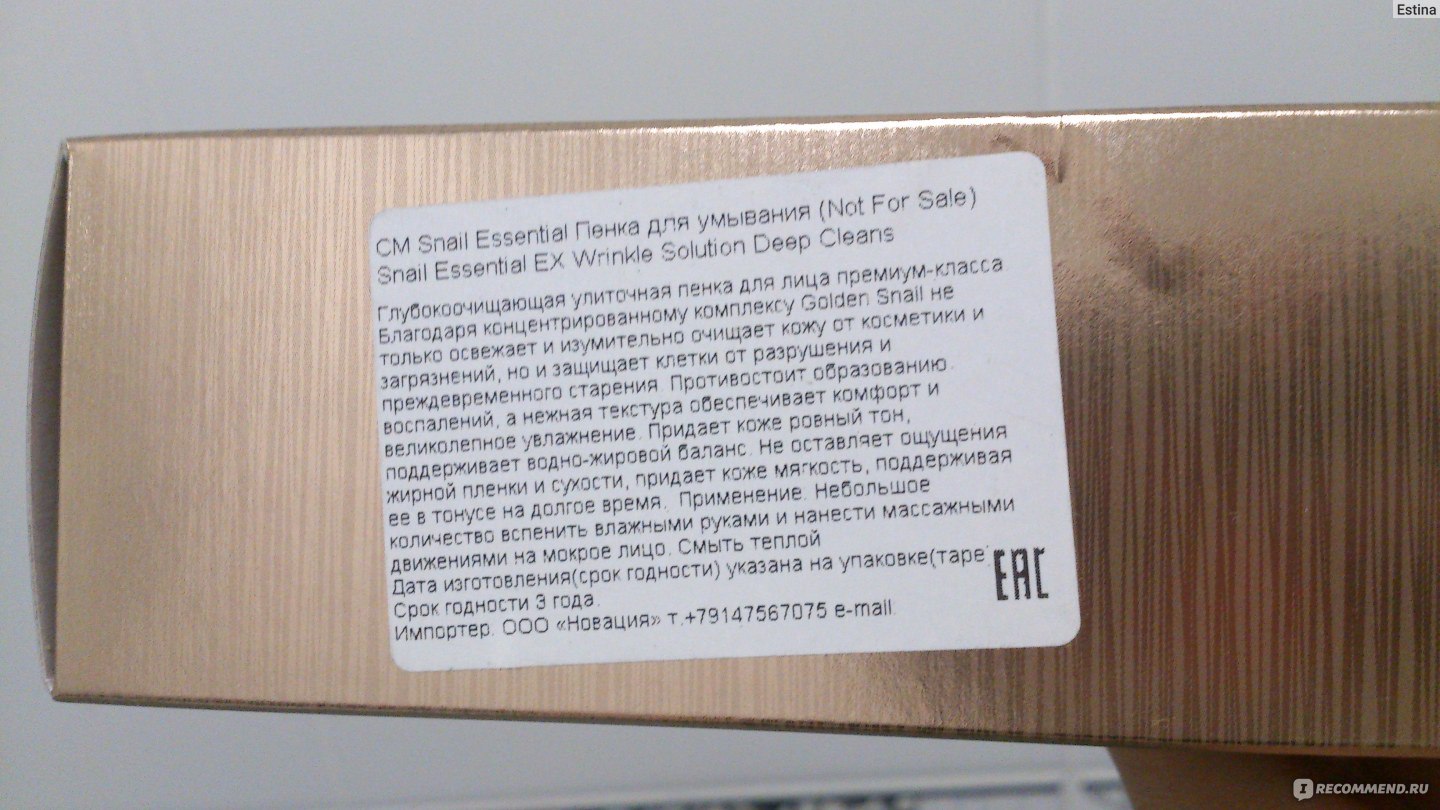 Estina
CM Snail Essential Пенка для умывания (Not For Sale)
Snail Essential EX Wrinkle Solution Deep Cleans
Глубокоочищающая улиточная пенка для лица премиум-класса
Благодаря концентрированному комплексу Golden Snail не
только освежает и изумительно очищает кожу от косметики и
загрязнений, но и защищает клетки от разрушения и
преждевременного старения. Противостоит образованию
воспалений, а нежная текстура обеспечивает комфорт и
великолепное увлажнение. Придает коже ровный тон,
поддерживает водно-жировой баланс. Не оставляет ощущения
жирной пленки и сухости, придает коже мягкость, поддерживая
ее в тонусе на долгое время. Применение. Небольшое
количество вспенить влажными руками и нанести массажными
движениями на мокрое лицо. Смыть теплой
Дата изготовления(срок годности) указана на упаковке(таре)
Срок годности 3 года.
Импортер. ООО «Новация» т.+79147567075 e-mail:
EAC
IRECOMMEND.RU